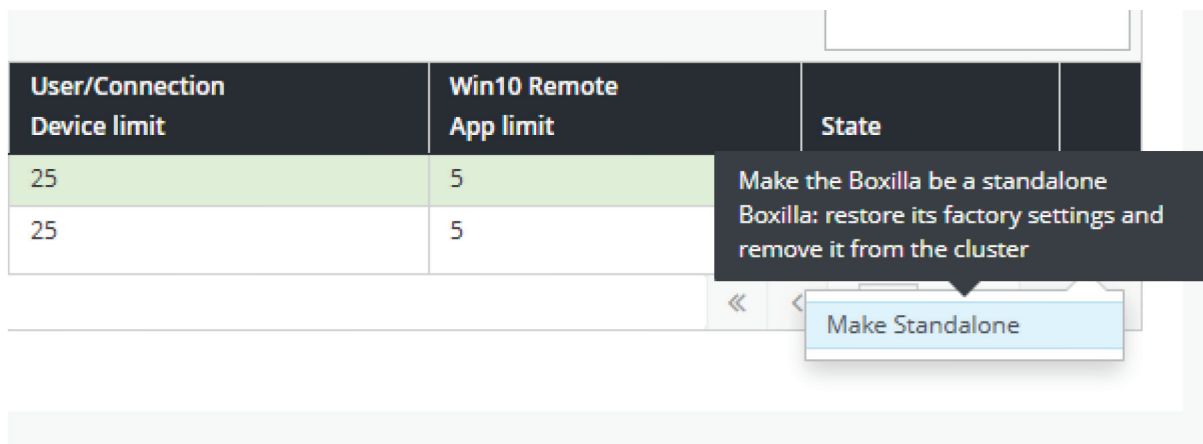 User/Connection
Device limit
Win10 Remote
App limit
State
25
5
25
5
Make the Boxilla be a standalone
Boxilla: restore its factory settings and
remove it from the cluster
Make Standalone